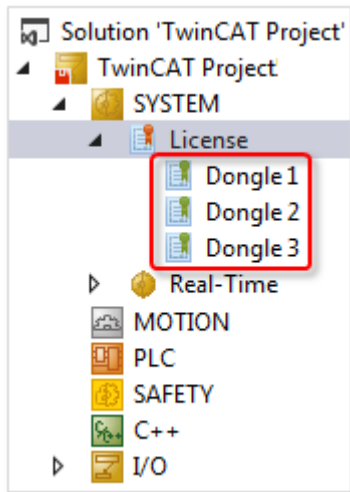 Solution 'TwinCAT Project'
TwinCAT Project
SYSTEM
License
Dongle 1
Dongle 2
Dongle 3
Real-Time
MOTION
PLC
SAFETY
C++
I/O